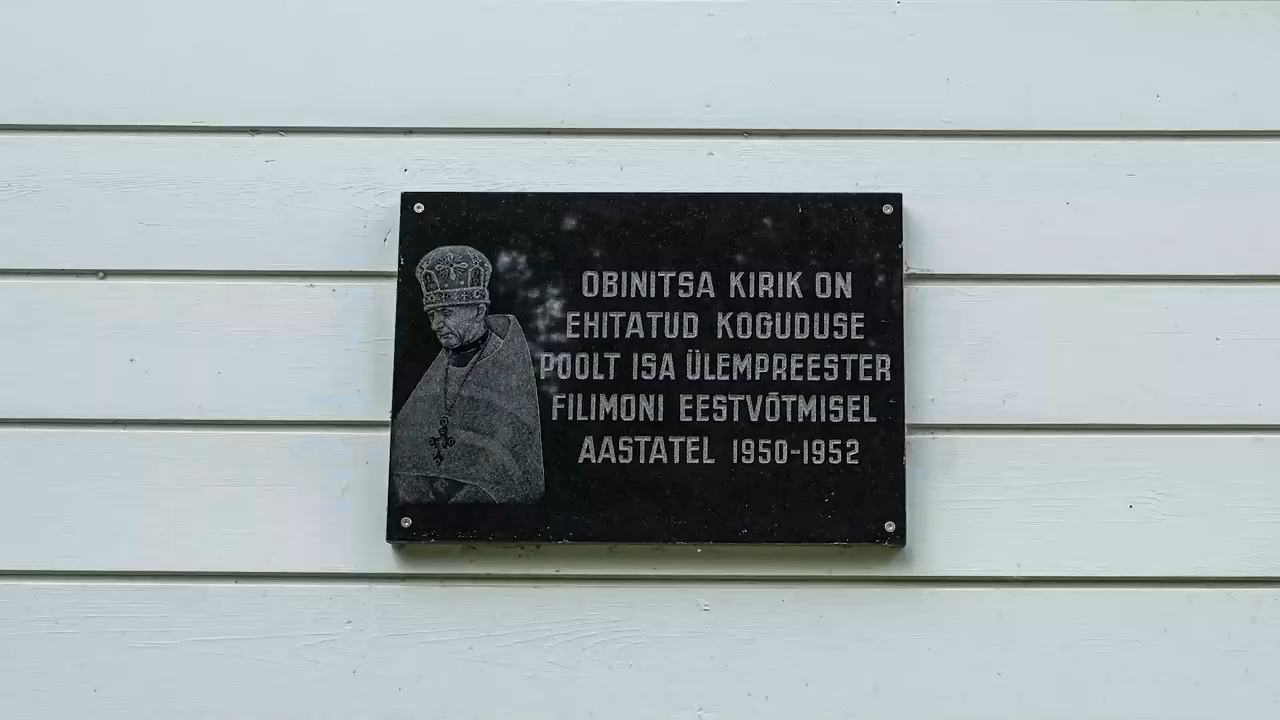 OBINITSA KIRIK ON
EHITATUD KOGUDUSE
POOLT ISA ÜLEMPREESTER
FILIMONI EESTVÕTMISEL
AASTATEL 1950-1952